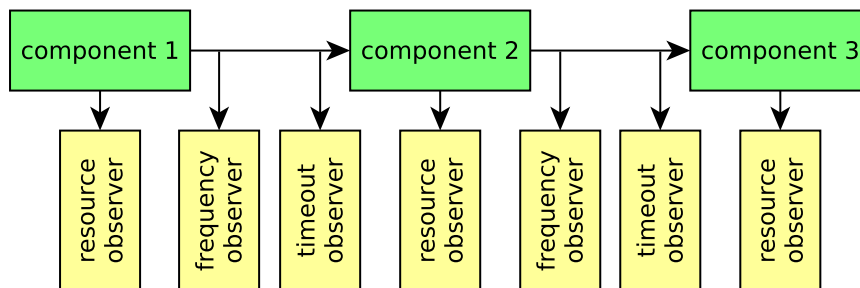 component 1
component 2
component 3
resource
observer
frequency
observer
timeout
observer
resource
observer
frequency
observer
timeout
observer
resource
observer